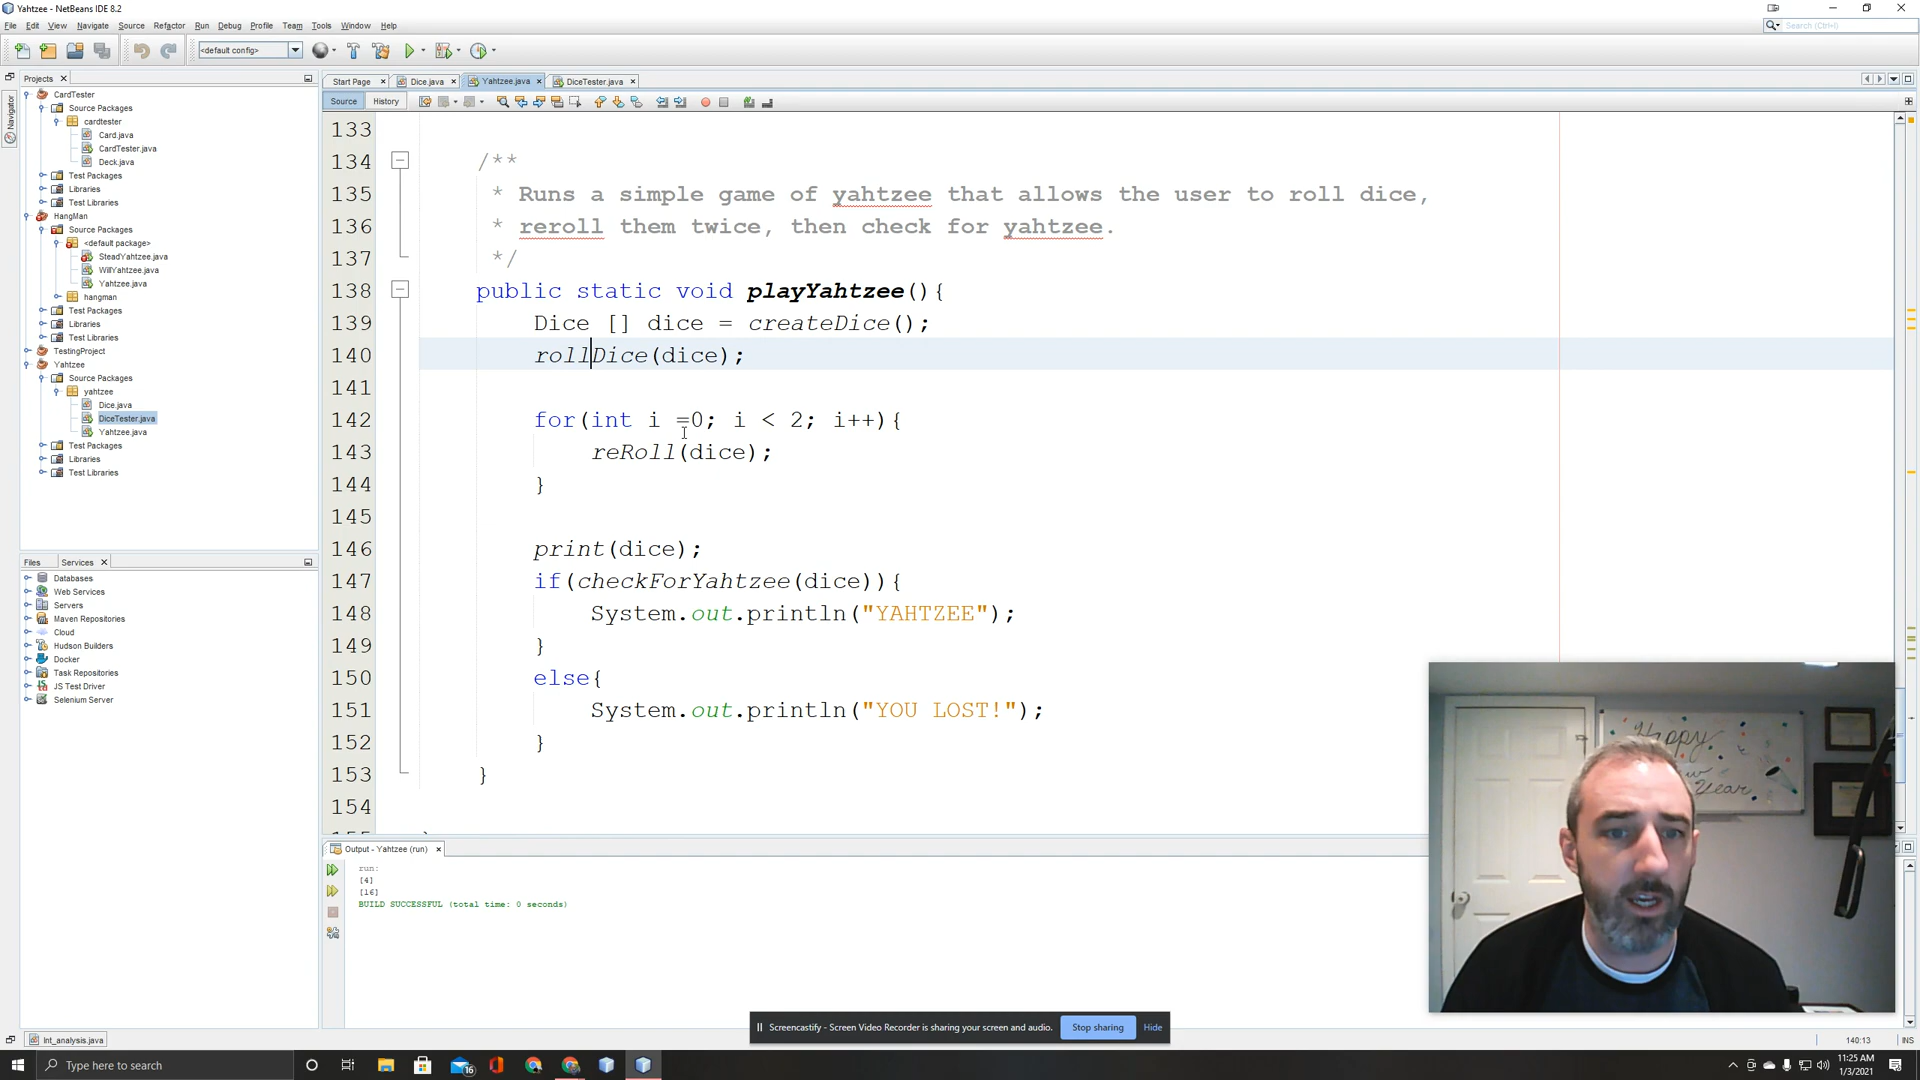 Yahtzee - NetBeans IDE 8.2
File Edit View Navigate Source Refactor Run Debug Profile Team Tools Window Help
Search (Ctrl+I)
<default config>
Projects
Start Page Dice.java Yahtzee.java DiceTester.java
Navigator
Source History
CardTester
Source Packages
cardtester
Card.java
CardTester.java
Deck.java
Test Packages
Libraries
Test Libraries
HangMan
Source Packages
<default package>
SteadYahtzee.java
WillYahtzee.java
Yahtzee.java
hangman
Test Packages
Libraries
Test Libraries
TestingProject
Yahtzee
Source Packages
yahtzee
Dice.java
DiceTester.java
Yahtzee.java
Test Packages
Libraries
Test Libraries
Files Services
Databases
Web Services
Servers
Maven Repositories
Cloud
Hudson Builders
Docker
Task Repositories
JS Test Driver
Selenium Server
133
134 /**
135 * Runs a simple game of yahtzee that allows the user to roll dice,
136 * reroll them twice, then check for yahtzee.
137 */
138 public static void playYahtzee(){
139 Dice [] dice = createDice();
140 rollDice(dice);
141
142 for(int i =0; i < 2; i++){
143 reRoll(dice);
144 }
145
146 print(dice);
147 if(checkForYahtzee(dice)){
148 System.out.println("YAHTZEE");
149 }
150 else{
151 System.out.println("YOU LOST!");
152 }
153 }
154
Output - Yahtzee (run)
run:
[4]
[16]
BUILD SUCCESSFUL (total time: 0 seconds)
Happy
New
Year
Screencastify - Screen Video Recorder is sharing your screen and audio. Stop sharing Hide
Int_analysis.java
140:13 INS
Type here to search
16
11:25 AM
1/3/2021